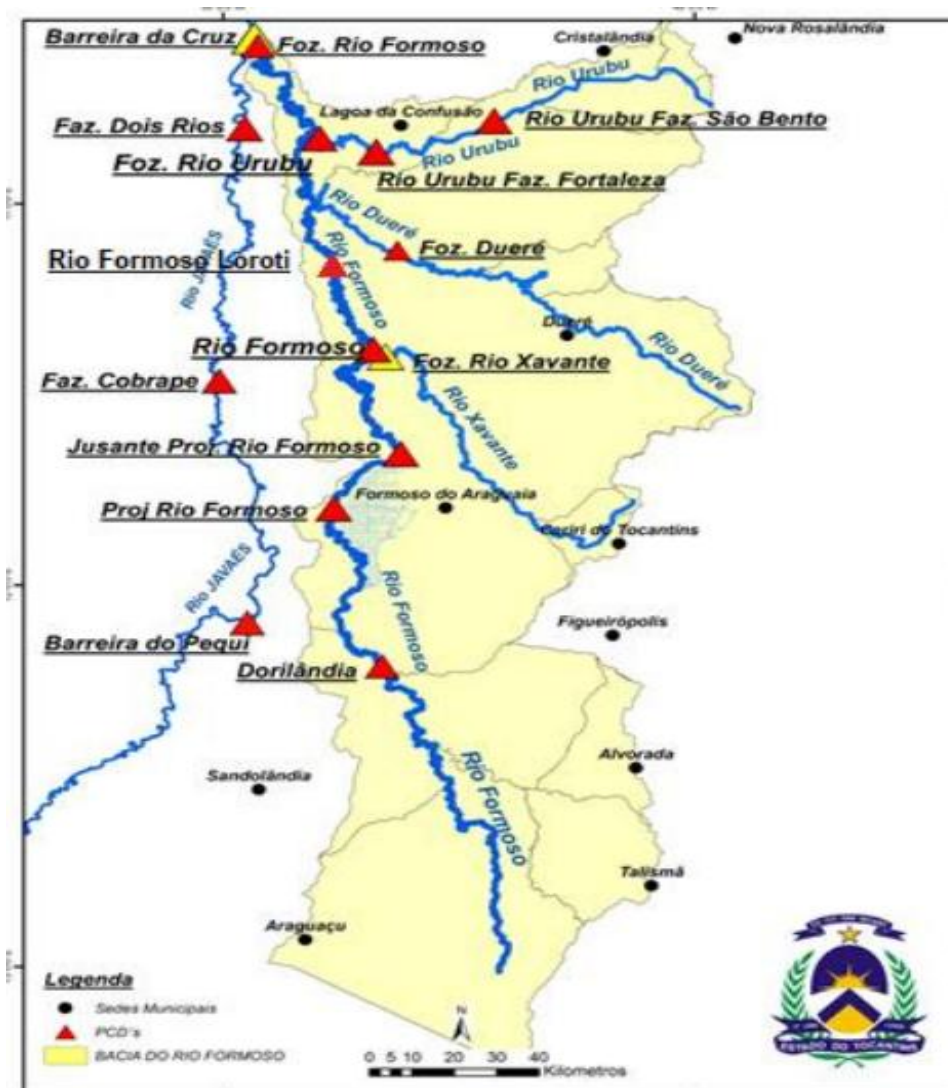 Barreira da Cruz
Foz. Rio Formoso
Cristalândia
Nova Rosalândia
Rio Urubu
Lagoa da Confusão
Faz. Dois Rios
Rio Urubu Faz. São Bento
Foz. Rio Urubu
Rio Urubu
Rio Urubu Faz. Fortaleza
Rio Dueré
Foz. Dueré
Rio JAVAÉS
Rio Formoso Loroti
Rio Formoso
Dueré
Rio Dueré
Rio Formoso
Foz. Rio Xavante
Faz. Cobrape
Rio Xavante
Jusante Proj. Rio Formoso
Formoso do Araguaia
Proj Rio Formoso
Cariri do Tocantins
Rio JAVAÉS
Rio Formoso
Figueirópolis
Barreira do Pequi
Dorilândia
Rio Formoso
Alvorada
Sandolândia
Talismã
Araguaçu
Legenda
Sedes Municipais
PCD´s
BACIA DO RIO FORMOSO
N
0 5 10 20 30 40
Kilometros
ESTADO DO TOCANTINS